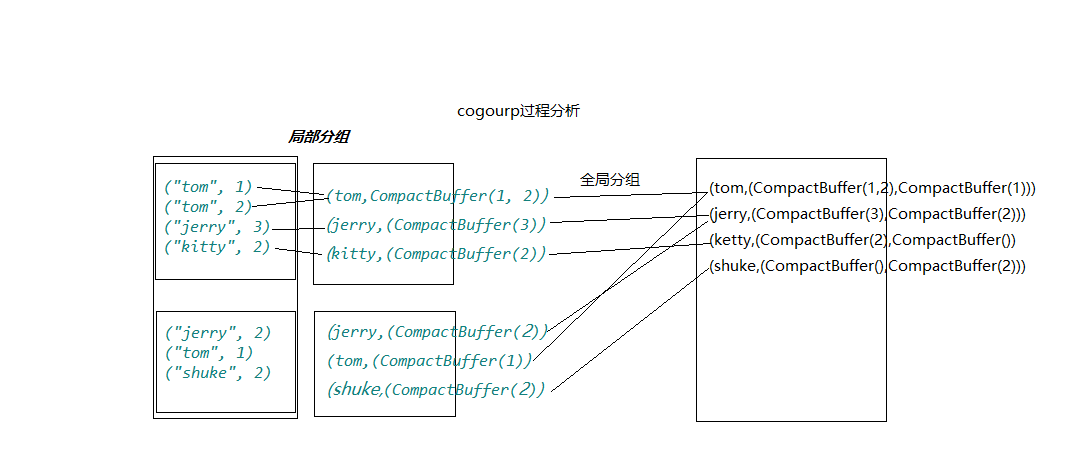 cogourp过程分析
局部分组
("tom", 1)
("tom", 2)
("jerry", 3)
("kitty", 2)
(tom,CompactBuffer(1, 2))
(jerry,(CompactBuffer(3))
(kitty,(CompactBuffer(2))
全局分组
(tom,(CompactBuffer(1,2),CompactBuffer(1)))
(jerry,(CompactBuffer(3),CompactBuffer(2)))
(ketty,(CompactBuffer(2),CompactBuffer())
(shuke,(CompactBuffer(),CompactBuffer(2)))
("jerry", 2)
("tom", 1)
("shuke", 2)
(jerry,(CompactBuffer(2))
(tom,(CompactBuffer(1))
(shuke,(CompactBuffer(2))